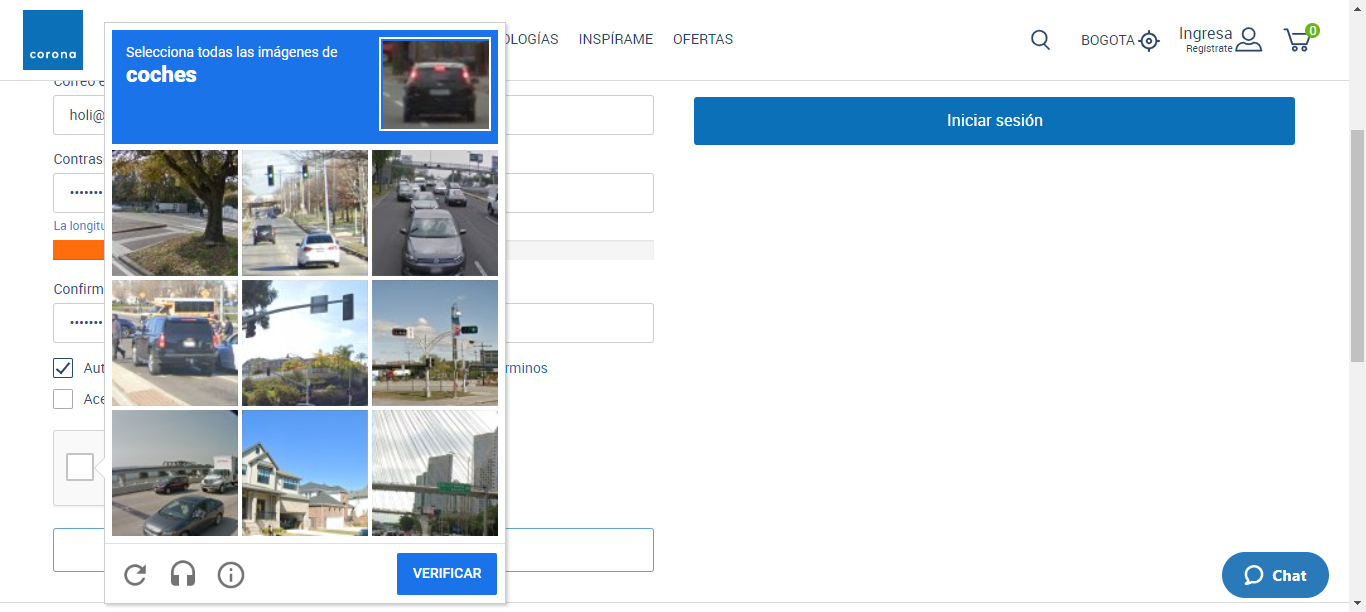 corona
OLOGÍAS
INSPÍRAME
OFERTAS
BOGOTA
Ingresa
Regístrate
0
Selecciona todas las imágenes de
coches
Correo e
holi@
Contras
La longitu
Confirm
Aut
rminos
Ace
Iniciar sesión
VERIFICAR
Chat